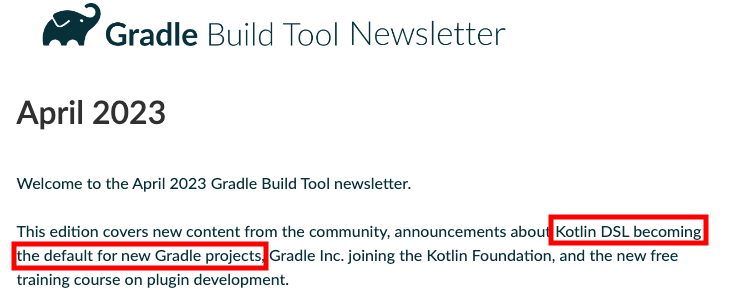 Gradle Build Tool Newsletter
April 2023
Welcome to the April 2023 Gradle Build Tool newsletter.
This edition covers new content from the community, announcements about Kotlin DSL becoming
the default for new Gradle projects, Gradle Inc. joining the Kotlin Foundation, and the new free
training course on plugin development.